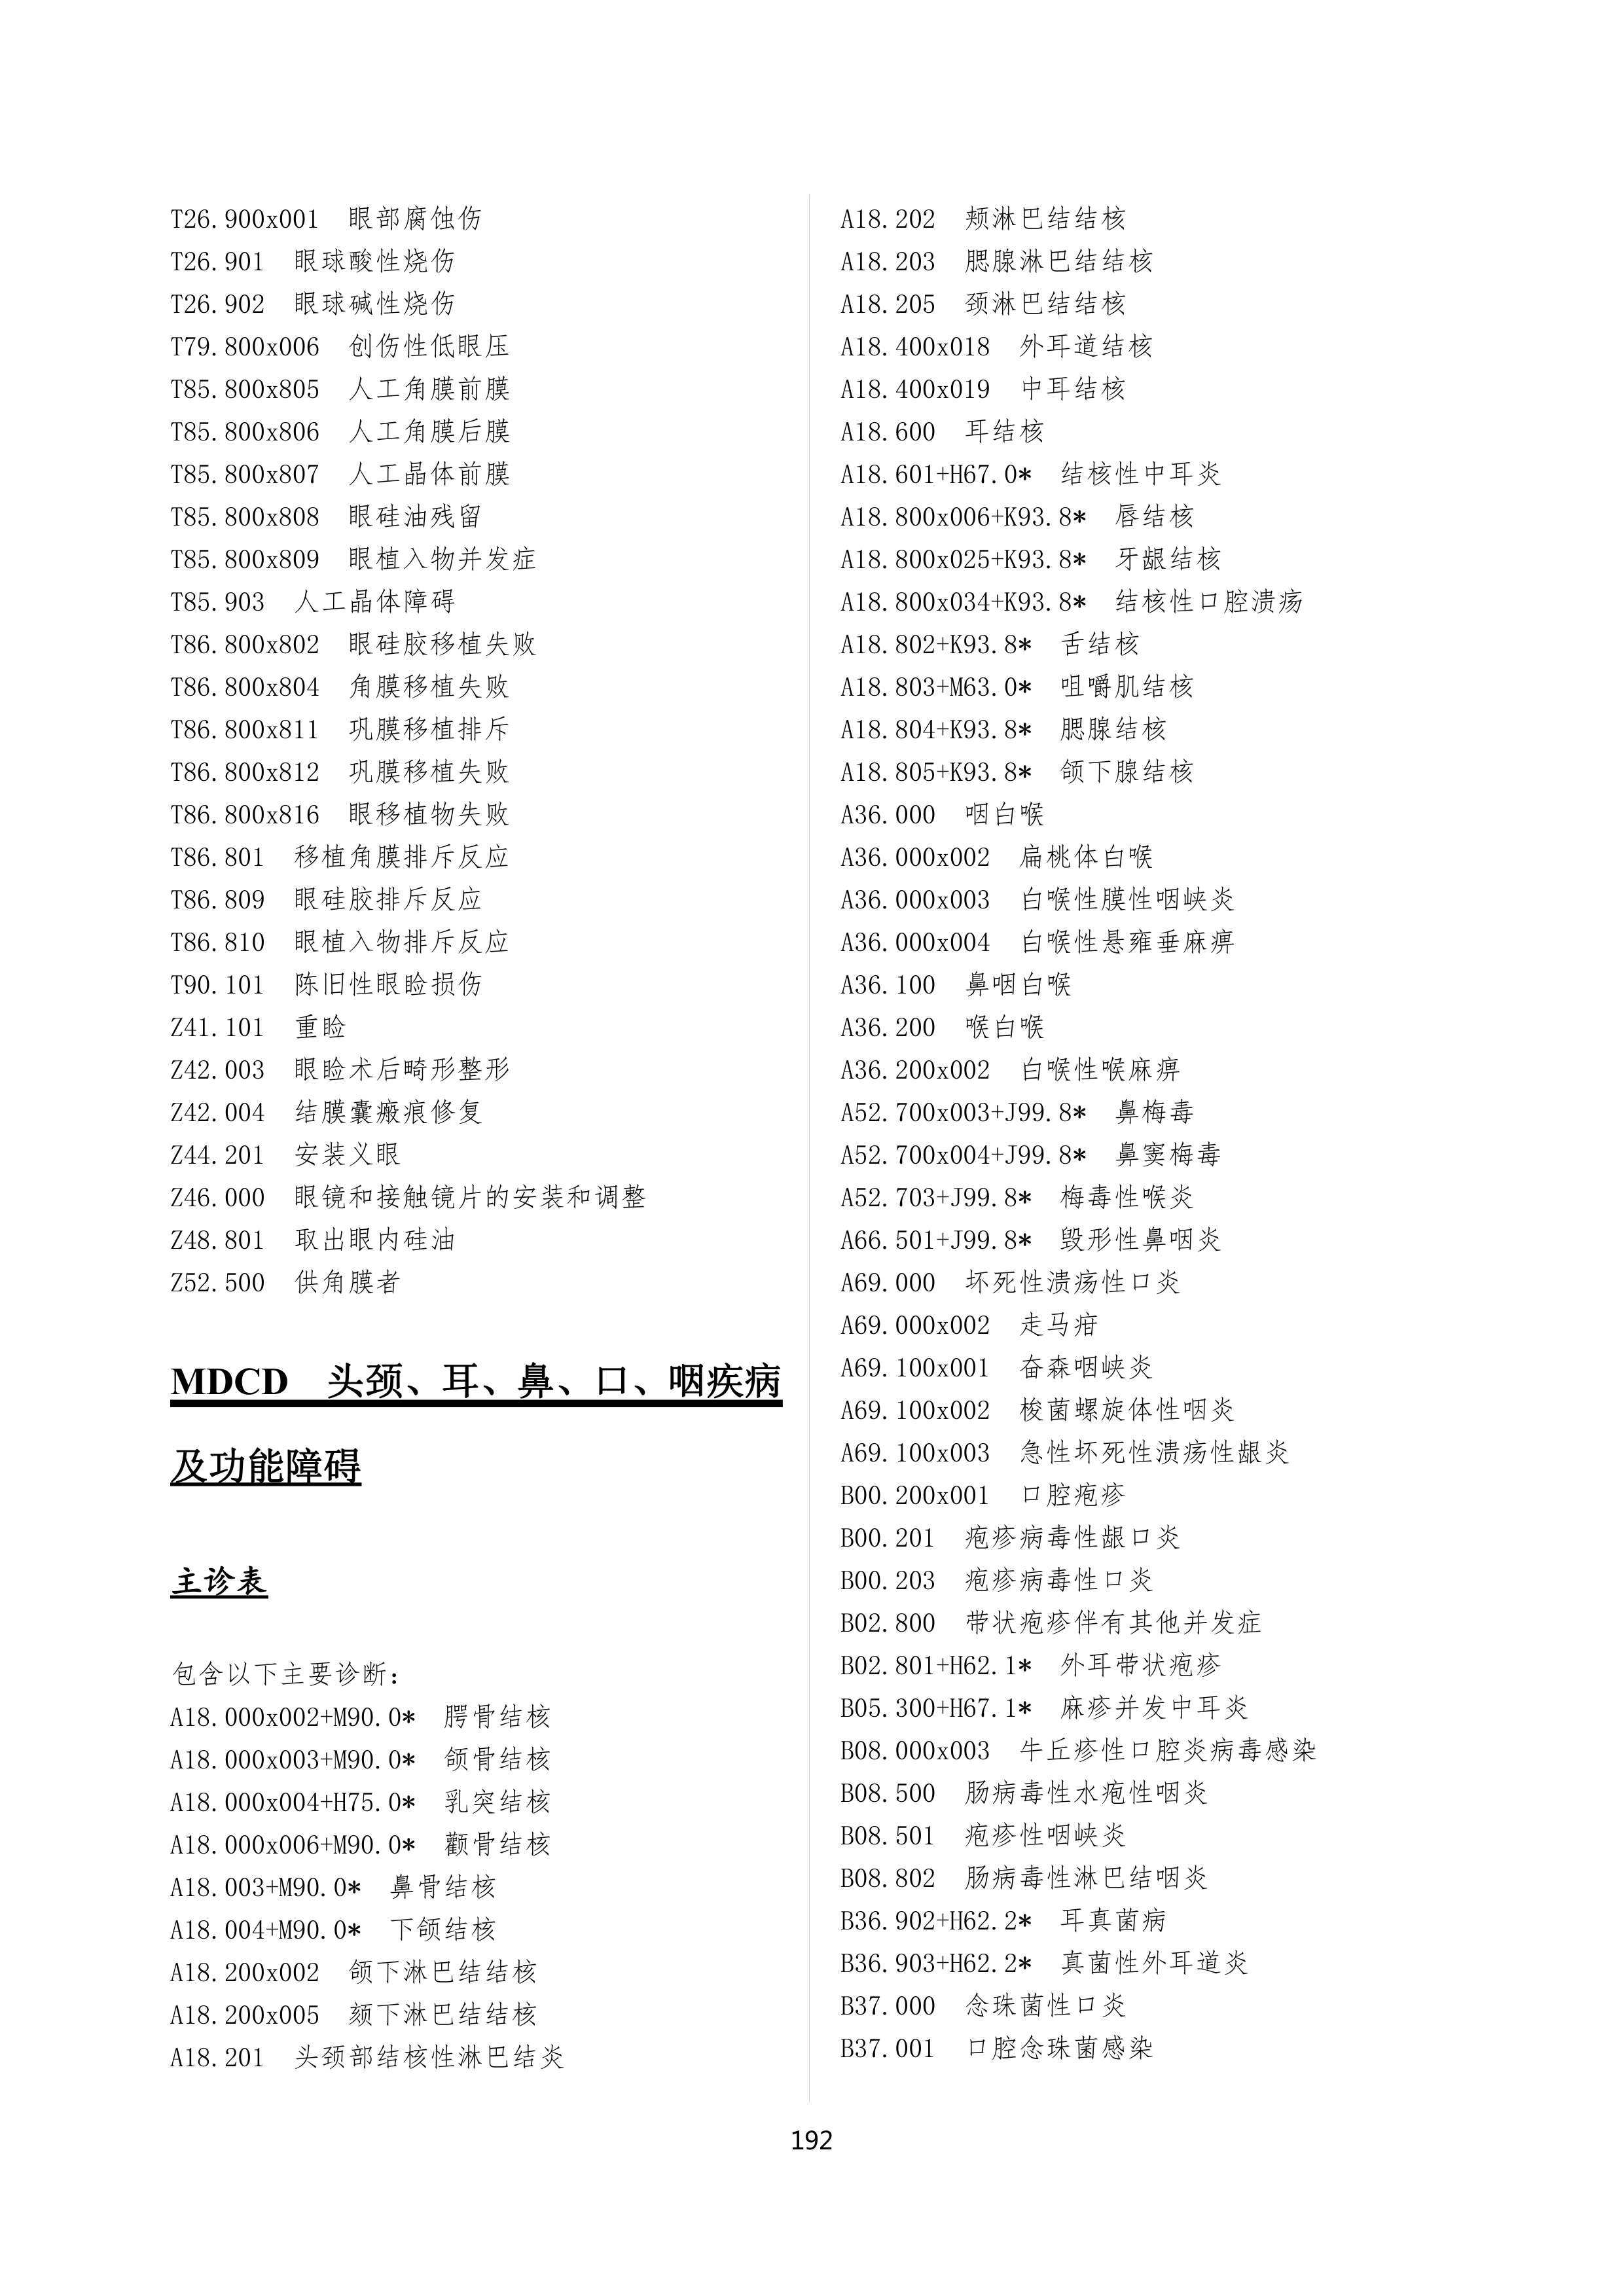 T26.900x001 眼部腐蚀伤
T26.901 眼球酸性烧伤
T26.902 眼球碱性烧伤
T79.800x006 创伤性低眼压
T85.800x805 人工角膜前膜
T85.800x806 人工角膜后膜
T85.800x807 人工晶体前膜
T85.800x808 眼硅油残留
T85.800x809 眼植入物并发症
T85.903 人工晶体障碍
T86.800x802 眼硅胶移植失败
T86.800x804 角膜移植失败
T86.800x811 巩膜移植排斥
T86.800x812 巩膜移植失败
T86.800x816 眼移植物失败
T86.801 移植角膜排斥反应
T86.809 眼硅胶排斥反应
T86.810 眼植入物排斥反应
T90.101 陈旧性眼睑损伤
Z41.101 重睑
Z42.003 眼睑术后畸形整形
Z42.004 结膜囊瘢痕修复
Z44.201 安装义眼
Z46.000 眼镜和接触镜片的安装和调整
Z48.801 取出眼内硅油
Z52.500 供角膜者
MDCD 头颈、耳、鼻、口、咽疾病
及功能障碍
主诊表
包含以下主要诊断:
A18.000x002+M90.0* 腭骨结核
A18.000x003+M90.0* 颌骨结核
A18.000x004+H75.0* 乳突结核
A18.000x006+M90.0* 颧骨结核
A18.003+M90.0* 鼻骨结核
A18.004+M90.0* 下颌结核
A18.200x002 颌下淋巴结结核
A18.200x005 颏下淋巴结结核
A18.201 头颈部结核性淋巴结炎
A18.202 颊淋巴结结核
A18.203 腮腺淋巴结结核
A18.205 颈淋巴结结核
A18.400x018 外耳道结核
A18.400x019 中耳结核
A18.600 耳结核
A18.601+H67.0* 结核性中耳炎
A18.800x006+K93.8* 唇结核
A18.800x025+K93.8* 牙龈结核
A18.800x034+K93.8* 结核性口腔溃疡
A18.802+K93.8* 舌结核
A18.803+M63.0* 咀嚼肌结核
A18.804+K93.8* 腮腺结核
A18.805+K93.8* 颌下腺结核
A36.000 咽白喉
A36.000x002 扁桃体白喉
A36.000x003 白喉性膜性咽峡炎
A36.000x004 白喉性悬雍垂麻痹
A36.100 鼻咽白喉
A36.200 喉白喉
A36.200x002 白喉性喉麻痹
A52.700x003+J99.8* 鼻梅毒
A52.700x004+J99.8* 鼻窦梅毒
A52.703+J99.8* 梅毒性喉炎
A66.501+J99.8* 毁形性鼻咽炎
A69.000 坏死性溃疡性口炎
A69.000x002 走马疳
A69.100x001 奋森咽峡炎
A69.100x002 梭菌螺旋体性咽炎
A69.100x003 急性坏死性溃疡性龈炎
B00.200x001 口腔疱疹
B00.201 疱疹病毒性龈口炎
B00.203 疱疹病毒性口炎
B02.800 带状疱疹伴有其他并发症
B02.801+H62.1* 外耳带状疱疹
B05.300+H67.1* 麻疹并发中耳炎
B08.000x003 牛丘疹性口腔炎病毒感染
B08.500 肠病毒性水疱性咽炎
B08.501 疱疹性咽峡炎
B08.802 肠病毒性淋巴结咽炎
B36.902+H62.2* 耳真菌病
B36.903+H62.2* 真菌性外耳道炎
B37.000 念珠菌性口炎
B37.001 口腔念珠菌感染
192